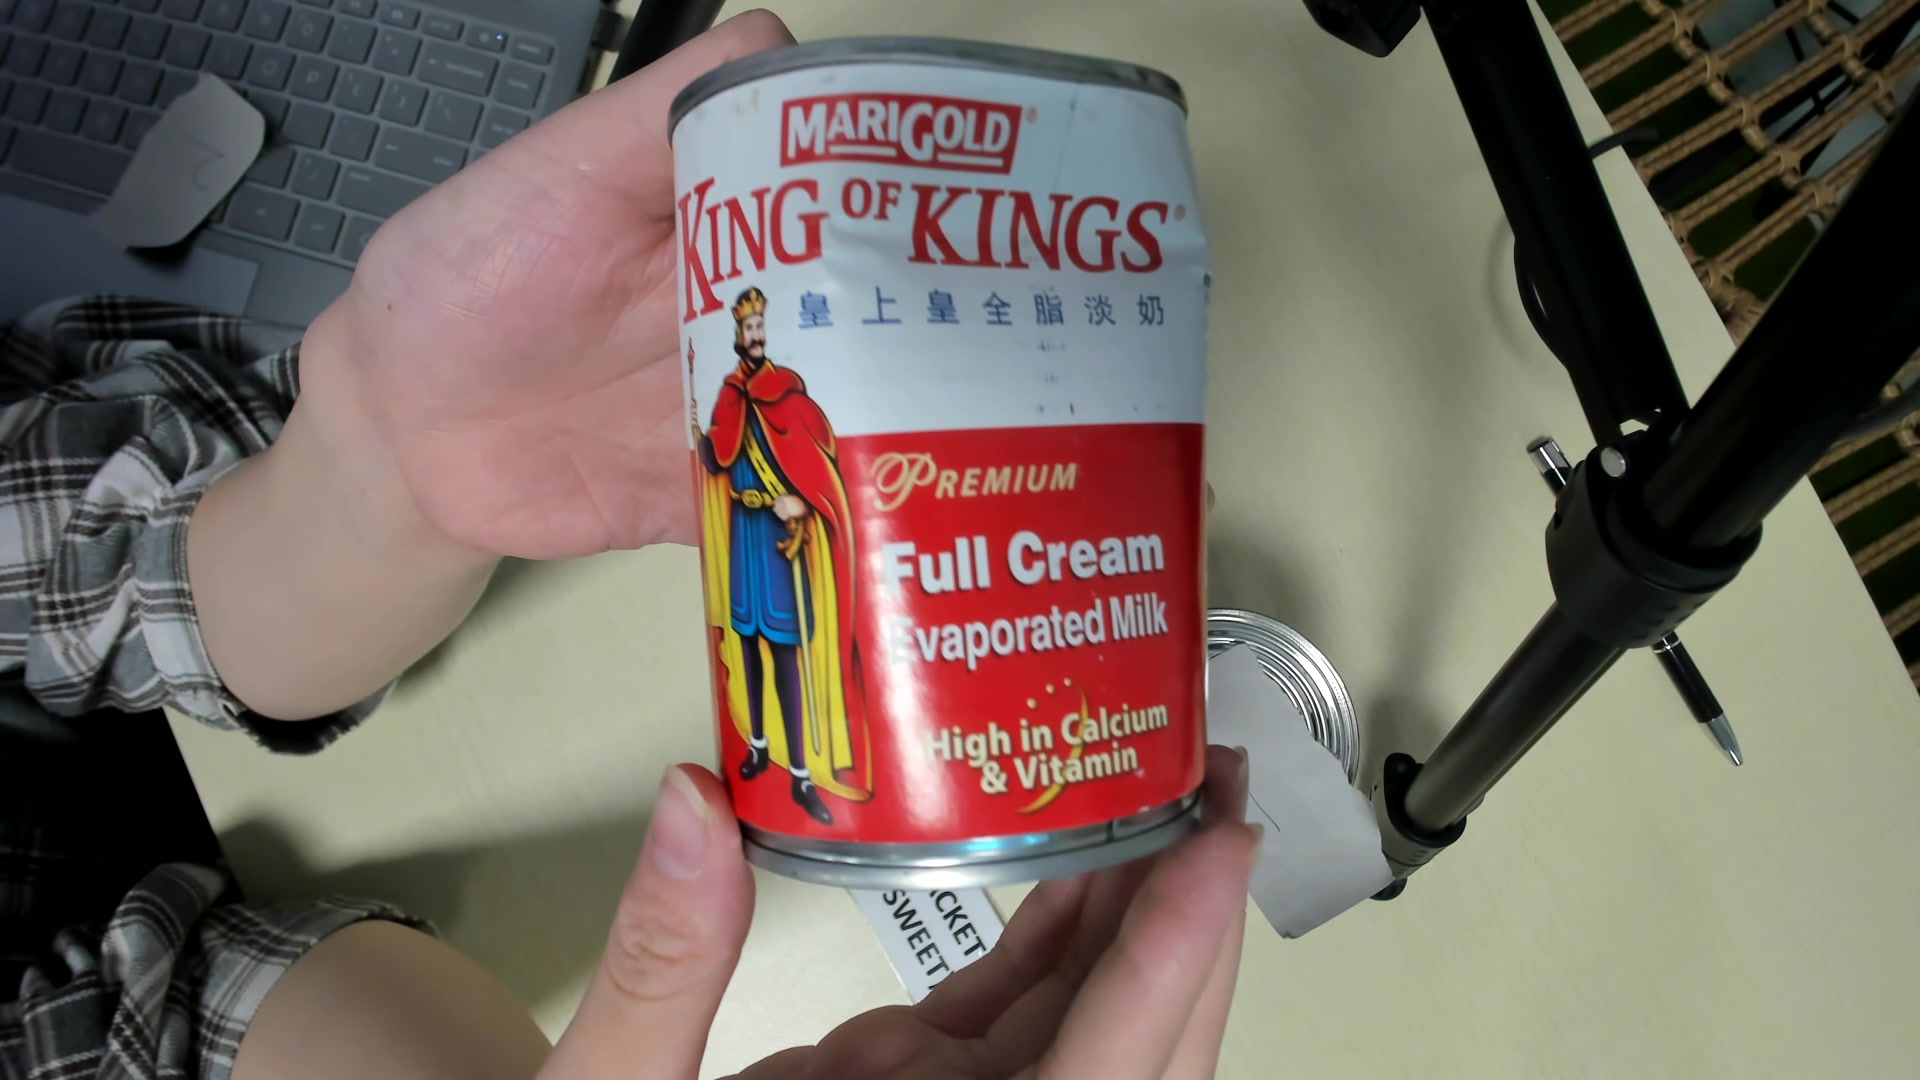 MARIGOLD®
KING OF KINGS®
皇上皇全脂淡奶
PREMIUM
Full Cream
Evaporated Milk
High in Calcium
& Vitamin
SWEET
2